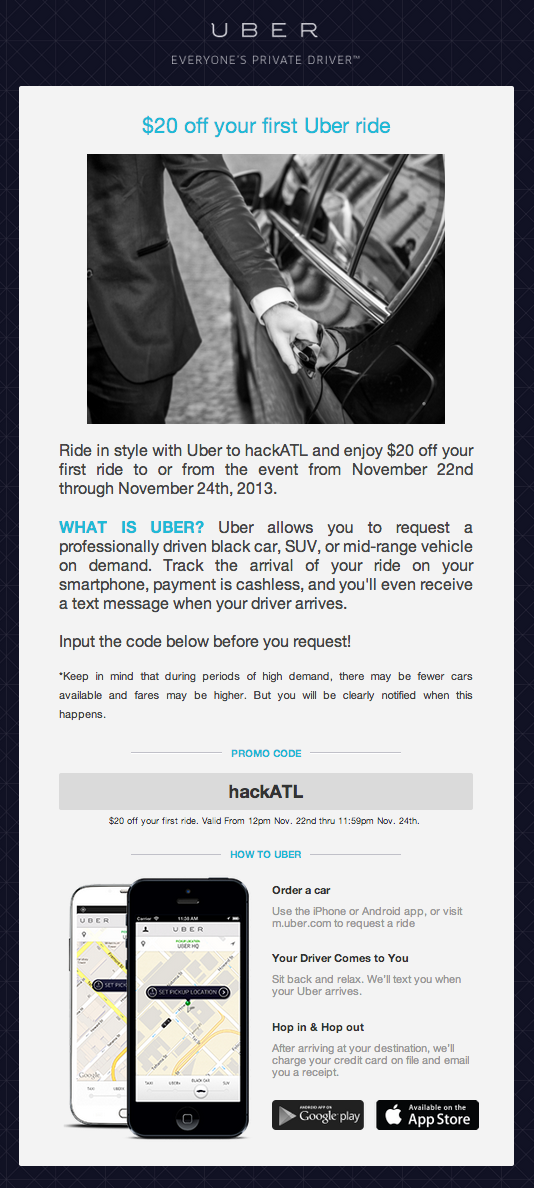 UBER
EVERYONE'S PRIVATE DRIVER™
$20 off your first Uber ride
Ride in style with Uber to hackATL and enjoy $20 off your
first ride to or from the event from November 22nd
through November 24th, 2013.
WHAT IS UBER? Uber allows you to request a
professionally driven black car, SUV, or mid-range vehicle
on demand. Track the arrival of your ride on your
smartphone, payment is cashless, and you'll even receive
a text message when your driver arrives.
Input the code below before you request!
*Keep in mind that during periods of high demand, there may be fewer cars
available and fares may be higher. But you will be clearly notified when this
happens.
PROMO CODE
hackATL
$20 off your first ride. Valid From 12pm Nov. 22nd thru 11:59pm Nov. 24th.
HOW TO UBER
UBER
SET PICK
Google
TAXI
Carrier 11:35 AM
UBER
PICKUP LOCATION
UBER HQ
SET PICKUP LOCATION
TAXI UBERx BLACK CAR SUV
Order a car
Use the iPhone or Android app, or visit
m.uber.com to request a ride
Your Driver Comes to You
Sit back and relax. We'll text you when
your Uber arrives.
Hop in & Hop out
After arriving at your destination, we'll
charge your credit card on file and email
you a receipt.
ANDROID APP ON
Google play
Available on the
App Store